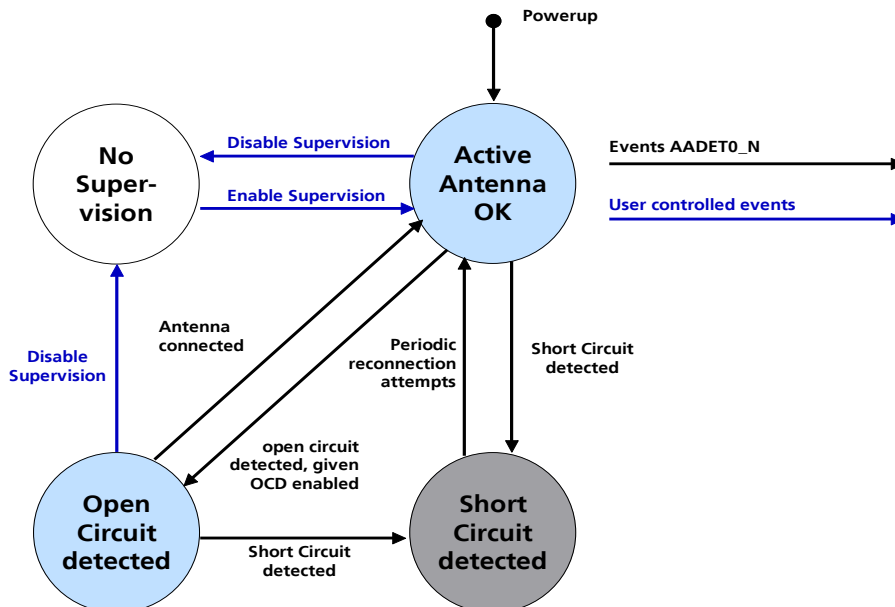 Powerup
No
Super-
vision
Disable Supervision
Enable Supervision
Active
Antenna
OK
Events AADET0_N
User controlled events
Disable
Supervision
Antenna
connected
Periodic
reconnection
attempts
Short Circuit
detected
open circuit
detected, given
OCD enabled
Open
Circuit
detected
Short Circuit
detected
Short
Circuit
detected